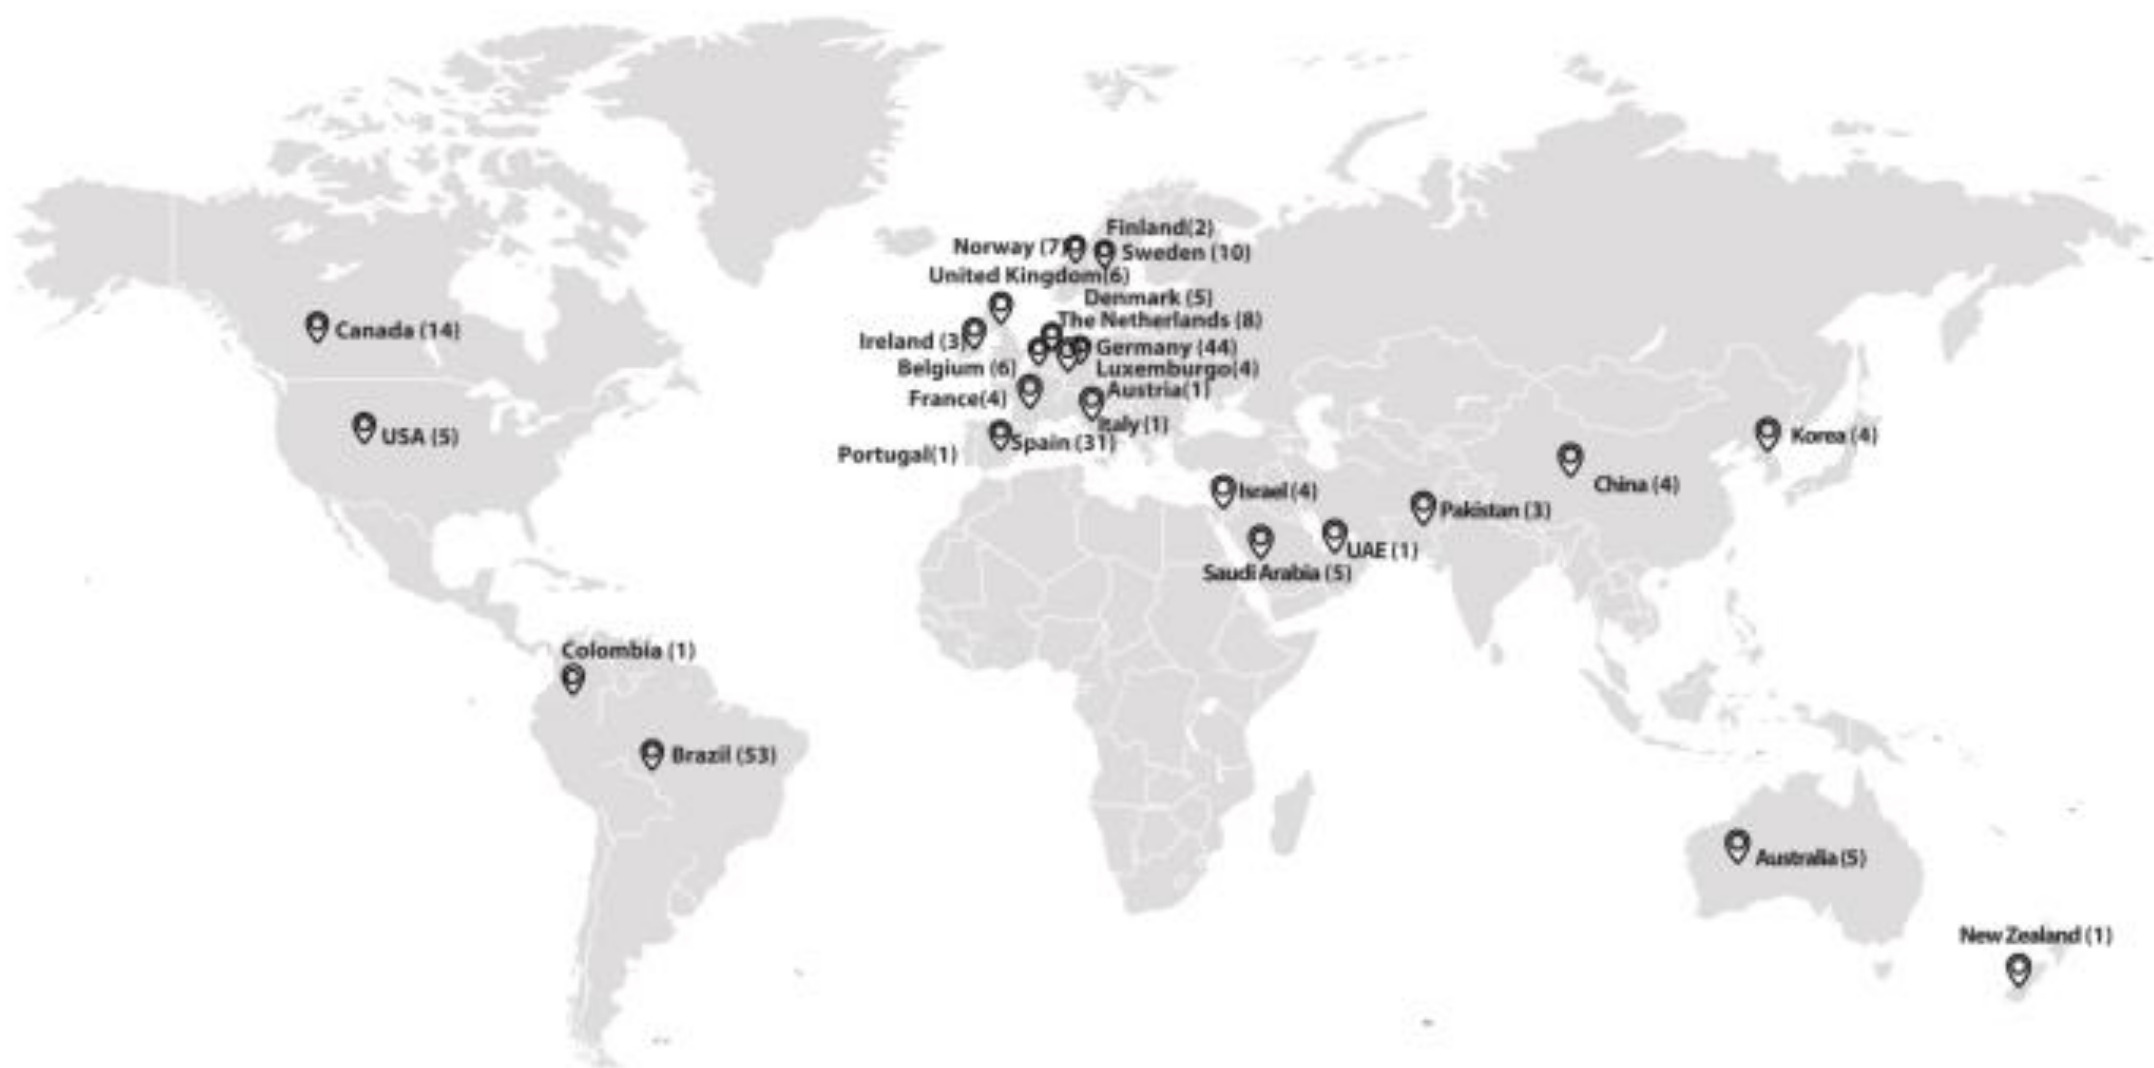 Finland(2)
Norway (7)
Sweden (10)
United Kingdom(6)
Denmark (5)
The Netherlands (8)
Canada (14)
Ireland (3)
Germany (44)
Belgium (6)
Luxemburgo(4)
Austria(1)
France(4)
Italy (1)
USA (5)
Spain (31)
Portugal(1)
Korea (4)
China (4)
Israel (4)
Pakistan (3)
UAE (1)
Saudi Arabia (5)
Colombia (1)
Brazil (53)
Australia (5)
New Zealand (1)